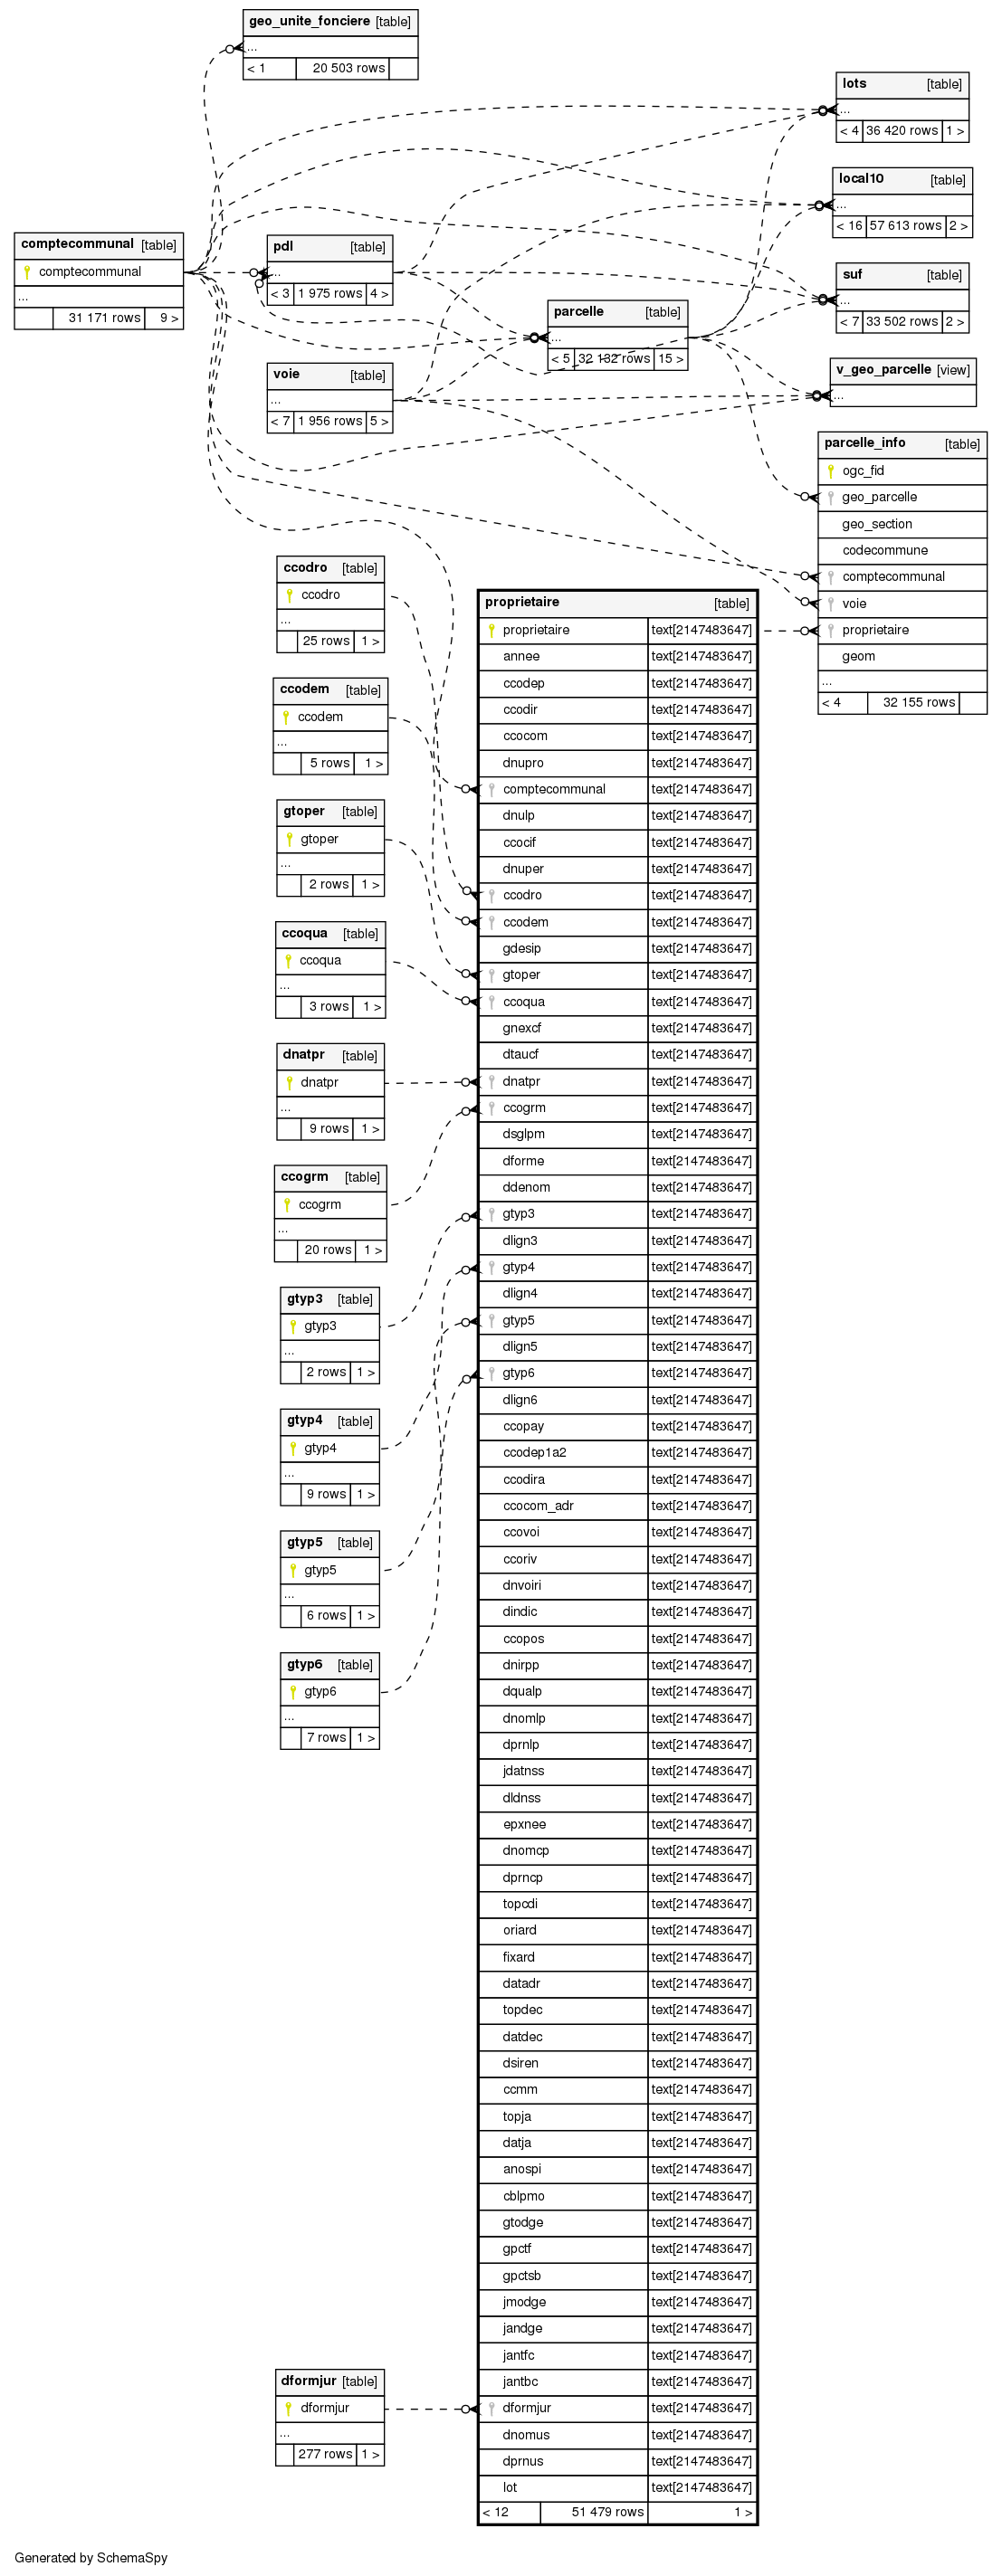 geo_unite_fonciere [table]
...
< 1 20 503 rows
lots [table]
...
< 4 36 420 rows 1 >
local10 [table]
...
< 16 57 613 rows 2 >
comptecommunal [table]
comptecommunal
...
31 171 rows 9 >
pdl [table]
...
< 3 1 975 rows 4 >
suf [table]
...
< 7 33 502 rows 2 >
parcelle [table]
...
< 5 32 132 rows 15 >
voie [table]
...
< 7 1 956 rows 5 >
v_geo_parcelle [view]
...
parcelle_info [table]
ogc_fid
geo_parcelle
geo_section
codecommune
comptecommunal
voie
proprietaire
geom
...
< 4 32 155 rows
ccodro [table]
ccodro
...
25 rows 1 >
ccodem [table]
ccodem
...
5 rows 1 >
gtoper [table]
gtoper
...
2 rows 1 >
ccoqua [table]
ccoqua
...
3 rows 1 >
dnatpr [table]
dnatpr
...
9 rows 1 >
ccogrm [table]
ccogrm
...
20 rows 1 >
gtyp3 [table]
gtyp3
...
2 rows 1 >
gtyp4 [table]
gtyp4
...
9 rows 1 >
gtyp5 [table]
gtyp5
...
6 rows 1 >
gtyp6 [table]
gtyp6
...
7 rows 1 >
dformjur [table]
dformjur
...
277 rows 1 >
proprietaire [table]
proprietaire text[2147483647]
annee text[2147483647]
ccodep text[2147483647]
ccodir text[2147483647]
ccocom text[2147483647]
dnupro text[2147483647]
comptecommunal text[2147483647]
dnulp text[2147483647]
ccocif text[2147483647]
dnuper text[2147483647]
ccodro text[2147483647]
ccodem text[2147483647]
gdesip text[2147483647]
gtoper text[2147483647]
ccoqua text[2147483647]
gnexcf text[2147483647]
dtaucf text[2147483647]
dnatpr text[2147483647]
ccogrm text[2147483647]
dsglpm text[2147483647]
dforme text[2147483647]
ddenom text[2147483647]
gtyp3 text[2147483647]
dlign3 text[2147483647]
gtyp4 text[2147483647]
dlign4 text[2147483647]
gtyp5 text[2147483647]
dlign5 text[2147483647]
gtyp6 text[2147483647]
dlign6 text[2147483647]
ccopay text[2147483647]
ccodep1a2 text[2147483647]
ccodira text[2147483647]
ccocom_adr text[2147483647]
ccovoi text[2147483647]
ccoriv text[2147483647]
dnvoiri text[2147483647]
dindic text[2147483647]
ccopos text[2147483647]
dnirpp text[2147483647]
dqualp text[2147483647]
dnomlp text[2147483647]
dprnlp text[2147483647]
jdatnss text[2147483647]
dldnss text[2147483647]
epxnee text[2147483647]
dnomcp text[2147483647]
dprncp text[2147483647]
topcdi text[2147483647]
oriard text[2147483647]
fixard text[2147483647]
datadr text[2147483647]
topdec text[2147483647]
datdec text[2147483647]
dsiren text[2147483647]
ccmm text[2147483647]
topja text[2147483647]
datja text[2147483647]
anospi text[2147483647]
cblpmo text[2147483647]
gtodge text[2147483647]
gpctf text[2147483647]
gpctsb text[2147483647]
jmodge text[2147483647]
jandge text[2147483647]
jantfc text[2147483647]
jantbc text[2147483647]
dformjur text[2147483647]
dnomus text[2147483647]
dprnus text[2147483647]
lot text[2147483647]
< 12 51 479 rows 1 >
Generated by SchemaSpy